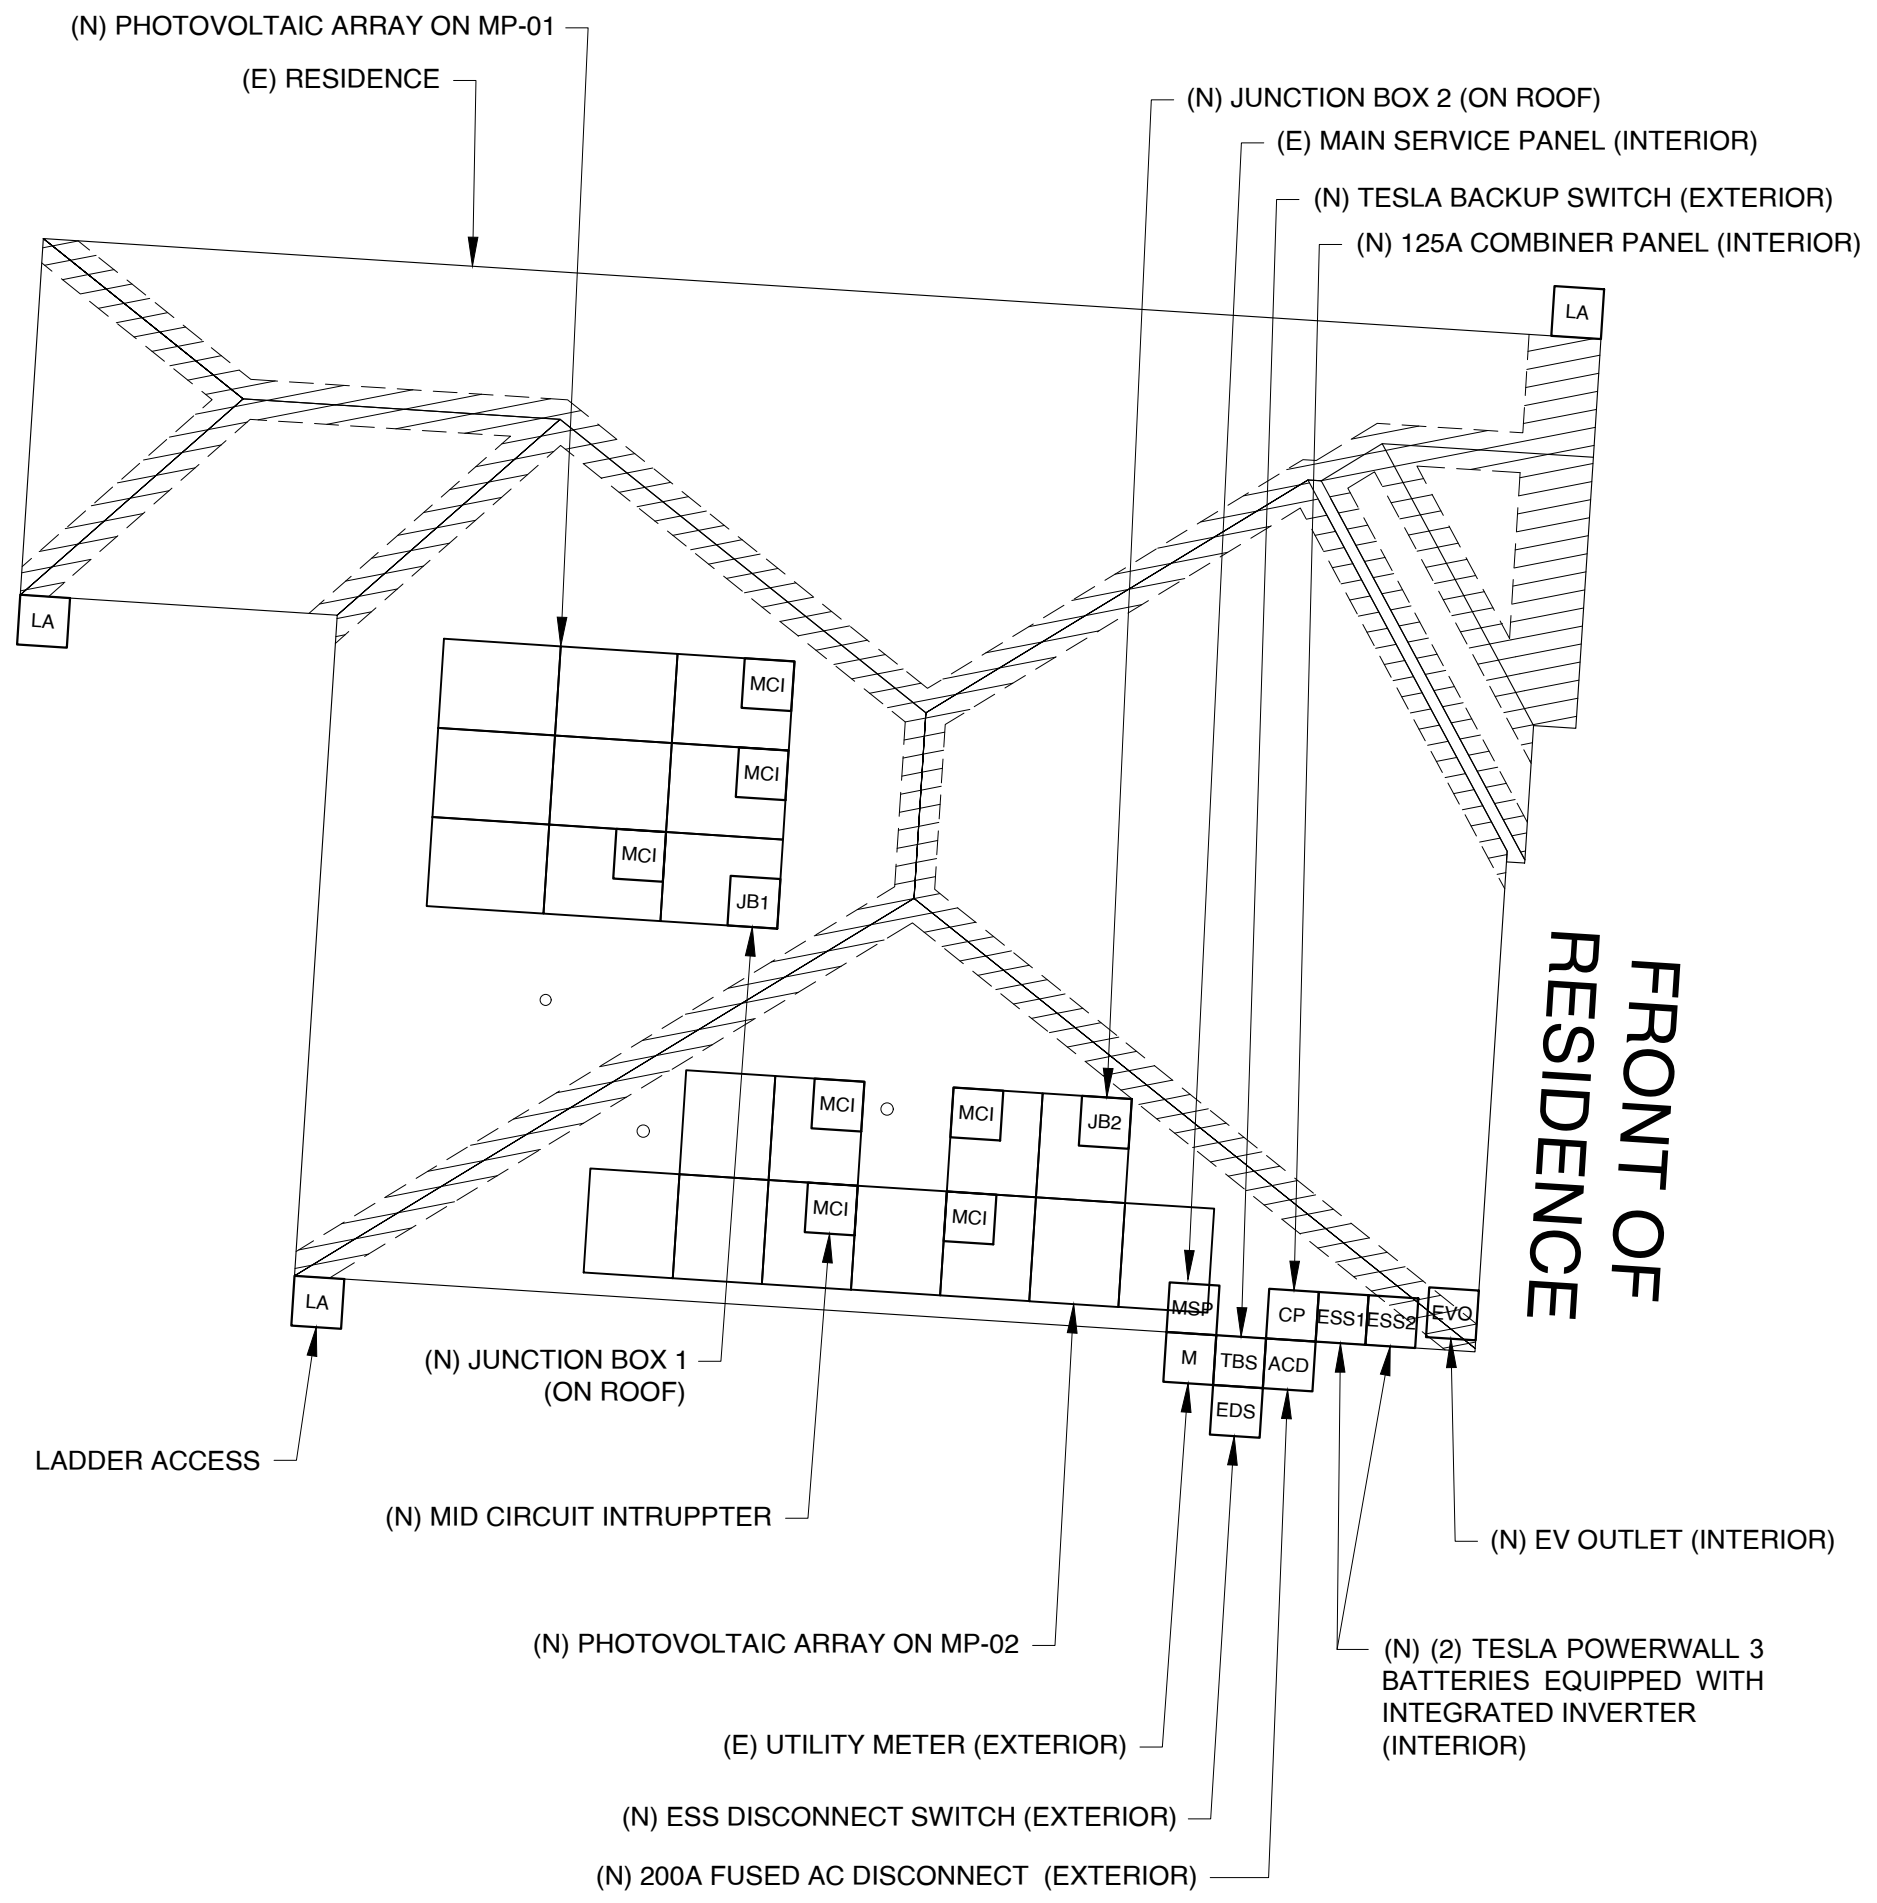 (N) PHOTOVOLTAIC ARRAY ON MP-01
(E) RESIDENCE
(N) JUNCTION BOX 2 (ON ROOF)
(E) MAIN SERVICE PANEL (INTERIOR)
(N) TESLA BACKUP SWITCH (EXTERIOR)
(N) 125A COMBINER PANEL (INTERIOR)
LA
LA
MCI
MCI
MCI
JB1
FRONT OF
RESIDENCE
MCI
MCI
JB2
MCI
MCI
LA
MSP
CP
ESS1
ESS2
EVO
M
TBS
ACD
EDS
(N) JUNCTION BOX 1
(ON ROOF)
LADDER ACCESS
(N) MID CIRCUIT INTRUPPTER
(N) EV OUTLET (INTERIOR)
(N) PHOTOVOLTAIC ARRAY ON MP-02
(N) (2) TESLA POWERWALL 3
BATTERIES EQUIPPED WITH
INTEGRATED INVERTER
(INTERIOR)
(E) UTILITY METER (EXTERIOR)
(N) ESS DISCONNECT SWITCH (EXTERIOR)
(N) 200A FUSED AC DISCONNECT (EXTERIOR)